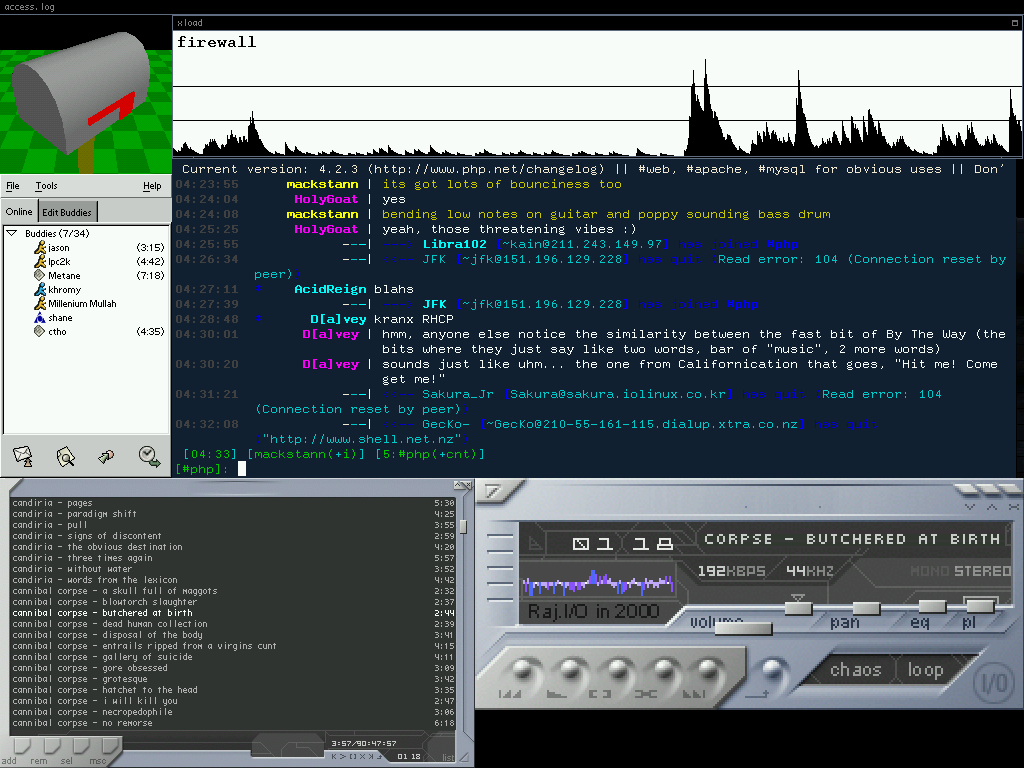 access.log
xload
firewall
File Tools Help
Online Edit Buddies
Buddies (7/34)
jason (3:15)
lpc2k (4:42)
Metane (7:18)
khromy
Millenium Mullah
shane
ctho (4:35)
Current version: 4.2.3 (http://www.php.net/changelog) || #web, #apache, #mysql for obvious uses || Don'
04:23:55 mackstann | its got lots of bounciness too
04:24:04 HolyGoat | yes
04:24:08 mackstann | bending low notes on guitar and poppy sounding bass drum
04:25:25 HolyGoat | yeah, those threatening vibes :)
04:25:55 ---| ---> Libra102 [~kain@211.243.149.97] has joined #php
04:26:34 ---| <--- JFK [~jfk@151.196.129.228] has quit (Read error: 104 (Connection reset by
peer))
04:27:11 * AcidReign blahs
04:27:39 ---| ---> JFK [~jfk@151.196.129.228] has joined #php
04:28:48 * D[a]vey kranx RHCP
04:30:01 D[a]vey | hmm, anyone else notice the similarity between the fast bit of By The Way (the
bits where they just say like two words, bar of "music", 2 more words)
04:30:20 D[a]vey | sounds just like uhm... the one from Californication that goes, "Hit me! Come
get me!"
04:31:21 ---| <--- Sakura_Jr [Sakura@sakura.iolinux.co.kr] has quit (Read error: 104
(Connection reset by peer))
04:32:08 ---| <--- GecKo- [~GecKo@210-55-161-115.dialup.xtra.co.nz] has quit
("http://www.shell.net.nz")
[04:33] [mackstann(+i)] [5:#php(+cnt)]
[#php]:
candiria - pages 5:30
candiria - paradigm shift 4:25
candiria - pull 3:55
candiria - signs of discontent 2:59
candiria - the obvious destination 4:20
candiria - three times again 5:57
candiria - without water 3:52
candiria - words from the lexicon 4:42
cannibal corpse - a skull full of maggots 2:32
cannibal corpse - blowtorch slaughter 2:37
cannibal corpse - butchered at birth 2:44
cannibal corpse - dead human collection 2:39
cannibal corpse - disposal of the body 3:41
cannibal corpse - entrails ripped from a virgins cunt 4:15
cannibal corpse - gallery of suicide 4:11
cannibal corpse - gore obsessed 3:09
cannibal corpse - grotesque 3:42
cannibal corpse - hatchet to the head 3:35
cannibal corpse - i will kill you 2:47
cannibal corpse - necropedophile 3:06
cannibal corpse - no remorse 6:18
3:57/90:47:57
01 18
add rem sel msc list
01 18
CORPSE - BUTCHERED AT BIRTH
192KBPS 44KHZ MONO STEREO
Raj.I/O in 2000
volume pan eq pl
chaos loop
I/O